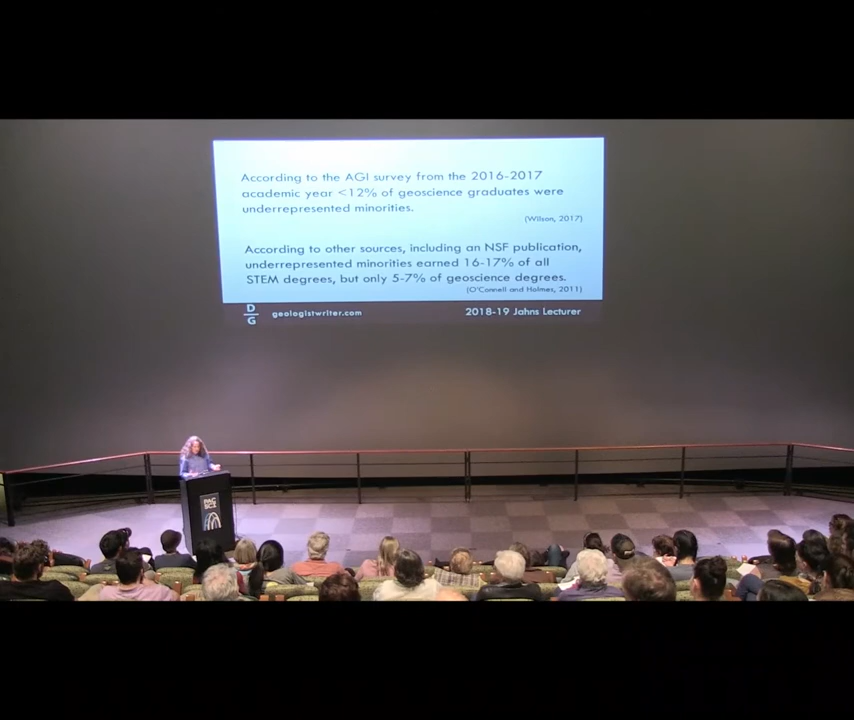 According to the AGI survey from the 2016-2017
academic year <12% of geoscience graduates were
underrepresented minorities.
(Wilson, 2017)
According to other sources, including an NSF publication,
underrepresented minorities earned 16-17% of all
STEM degrees, but only 5-7% of geoscience degrees.
(O'Connell and Holmes, 2011)
D
G
geologistwriter.com
2018-19 Jahns Lecturer
PAC
SCI